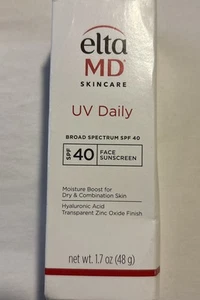 elta
MD
SKINCARE
UV Daily
BROAD SPECTRUM SPF 40
SPF 40 FACE SUNSCREEN
Moisture Boost for
Dry & Combination Skin
Hyaluronic Acid
Transparent Zinc Oxide Finish
net wt. 1.7 oz (48 g)